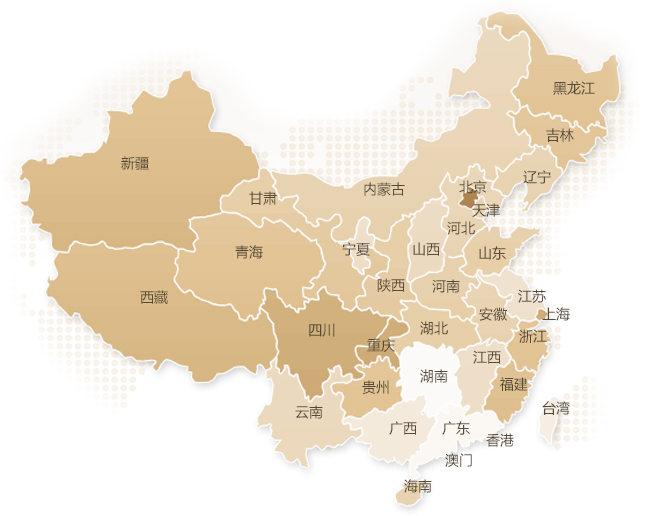 黑龙江
吉林
新疆
辽宁
北京
内蒙古
甘肃
天津
河北
宁夏
山西
青海
山东
陕西
河南
西藏
江苏
安徽
上海
四川
湖北
浙江
重庆
江西
湖南
福建
贵州
台湾
云南
广西
广东
香港
澳门
海南